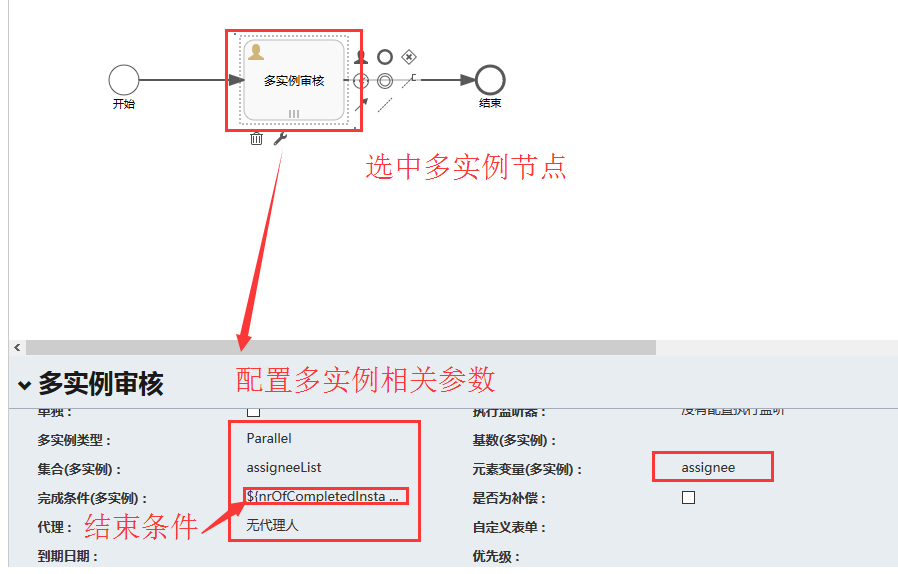 多实例审核
开始
结束
选中多实例节点
多实例审核
配置多实例相关参数
单独：
执行监听器：
没有配置执行监听
多实例类型：
Parallel
基数(多实例)：
集合(多实例)：
assigneeList
元素变量(多实例)：
assignee
完成条件(多实例)：
${nrOfCompletedInsta ...
是否为补偿：
代理：
结束条件
无代理人
自定义表单：
到期日期：
优先级：